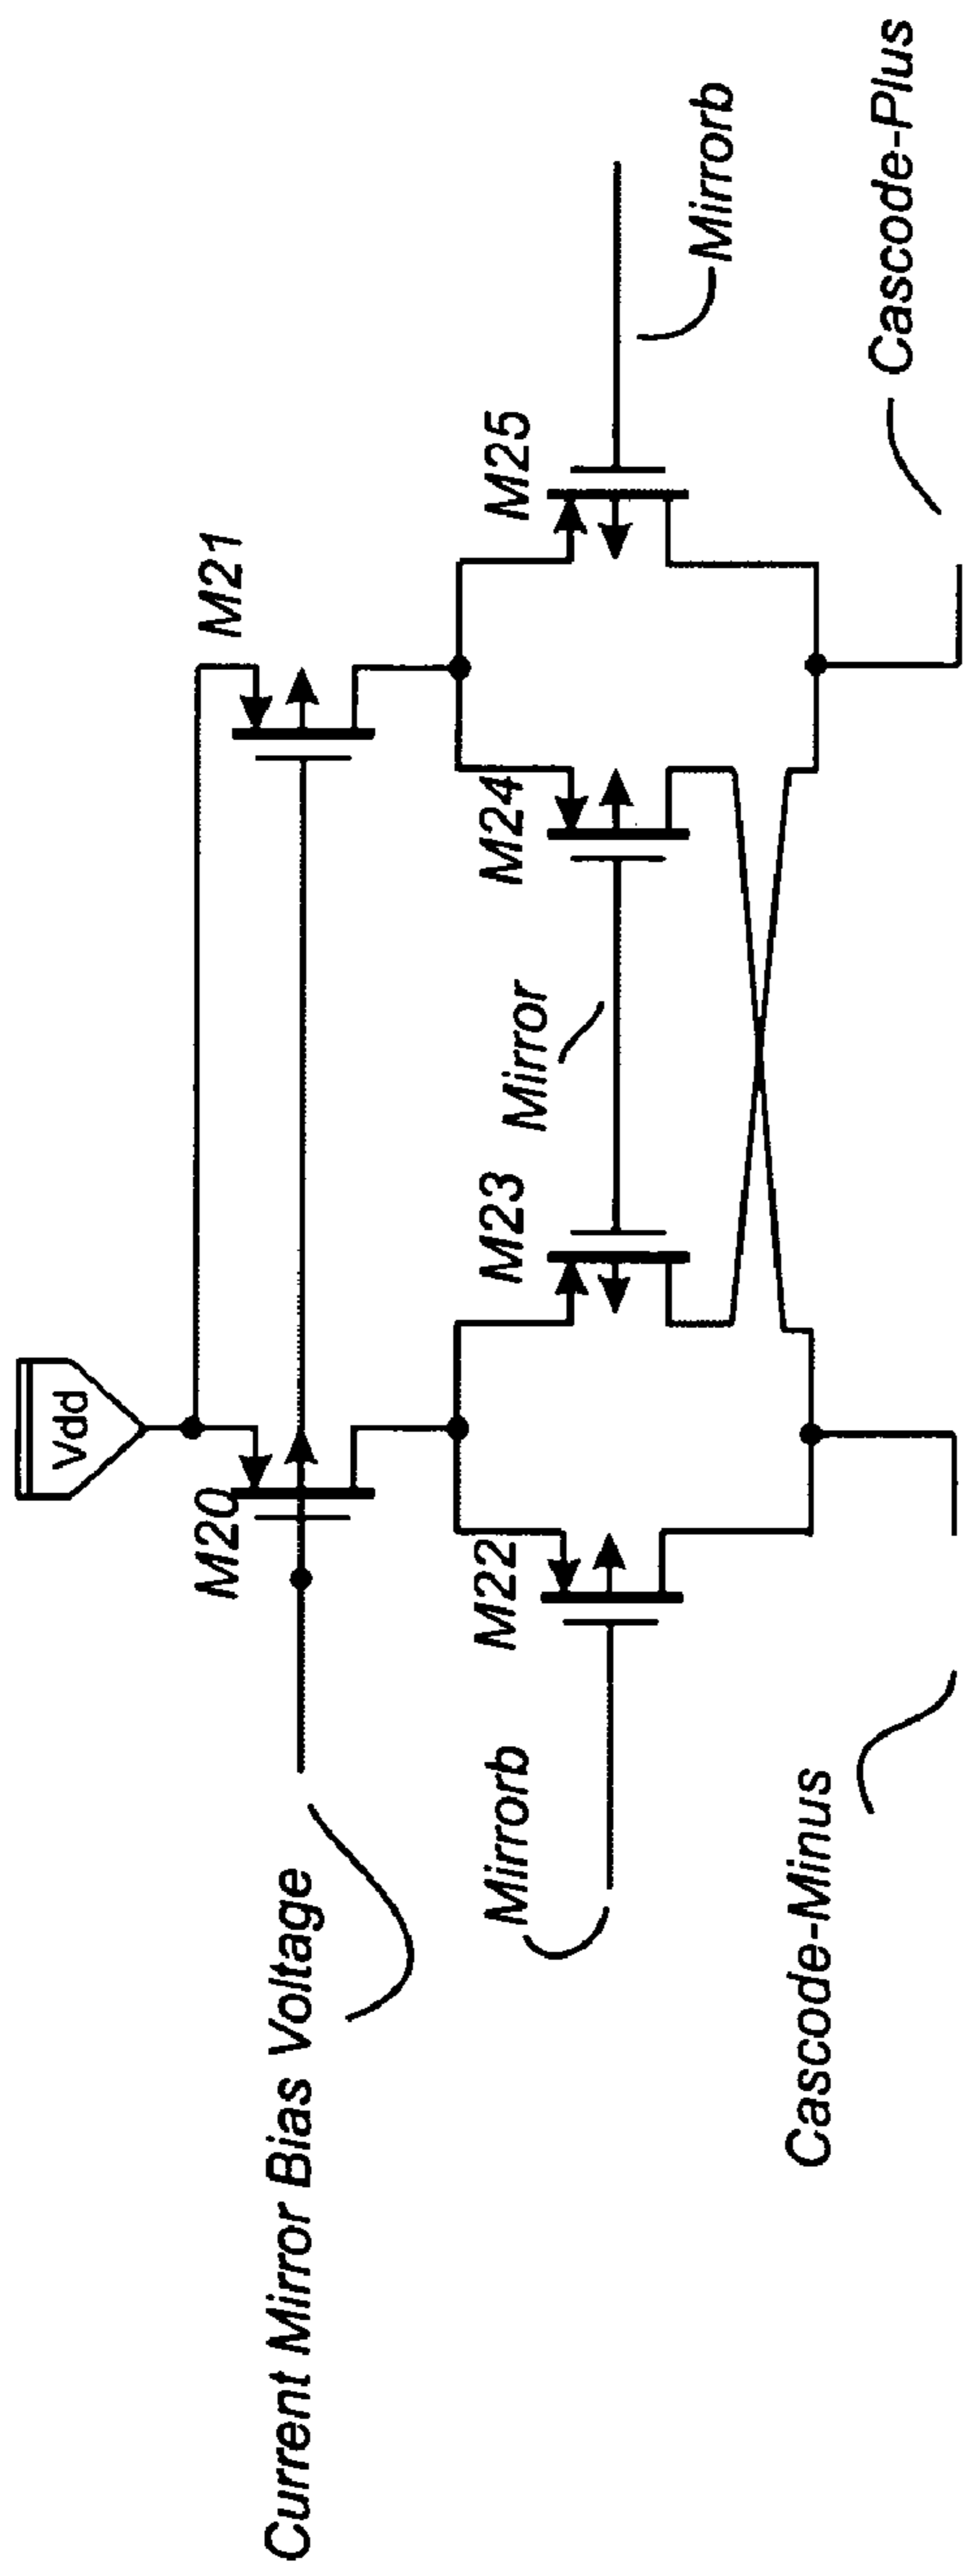 Vdd
M20
M21
Current Mirror Bias Voltage
M22
M23
M24
M25
Mirrorb
Mirror
Mirrorb
Cascode-Minus
Cascode-Plus